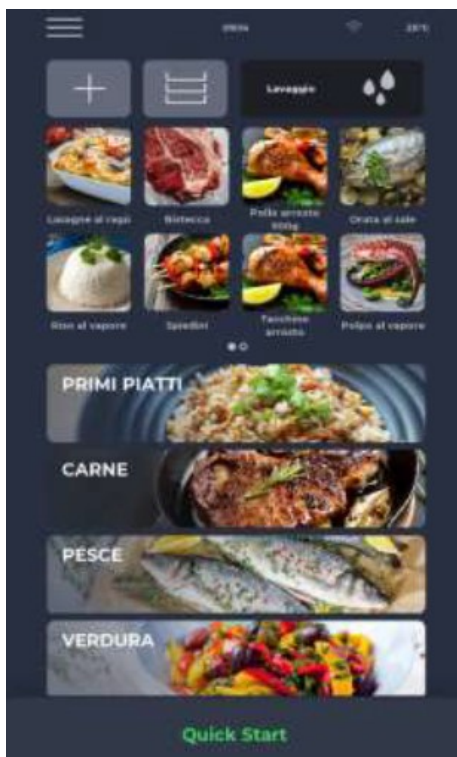 Lavaggio
Lasagne al ragù
Bistecca
Pollo arrosto
900g
Orata al sale
Riso al vapore
Spiedini
Tacchino
arrosto
Polpo al vapore
PRIMI PIATTI
CARNE
PESCE
VERDURA
Quick Start